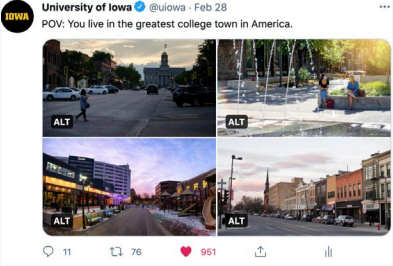 University of Iowa @uiowa · Feb 28
IOWA
POV: You live in the greatest college town in America.
ALT
ALT
ALT
ALT
11
76
951